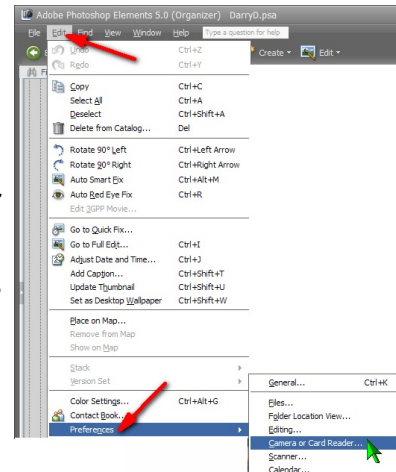 Adobe Photoshop Elements 5.0 (Organizer) DarryD.psa
File Edit Find View Window Help Type a question for help
Undo Ctrl+Z
Create Edit
Redo Ctrl+Y
Copy Ctrl+C
Select All Ctrl+A
Deselect Ctrl+Shift+A
Delete from Catalog... Del
Rotate 90° Left Ctrl+Left Arrow
Rotate 90° Right Ctrl+Right Arrow
Auto Smart Fix Ctrl+Alt+M
Auto Red Eye Fix Ctrl+R
Edit 3GPP Movie...
Go to Quick Fix...
Go to Full Edit... Ctrl+I
Adjust Date and Time... Ctrl+J
Add Caption... Ctrl+Shift+T
Update Thumbnail Ctrl+Shift+U
Set as Desktop Wallpaper Ctrl+Shift+W
Place on Map...
Remove from Map
Show on Map
Stack
Version Set
General... Ctrl+K
Color Settings... Ctrl+Alt+G
Files...
Contact Book...
Folder Location View...
Preferences
Editing...
Camera or Card Reader...
Scanner...
Calendar...